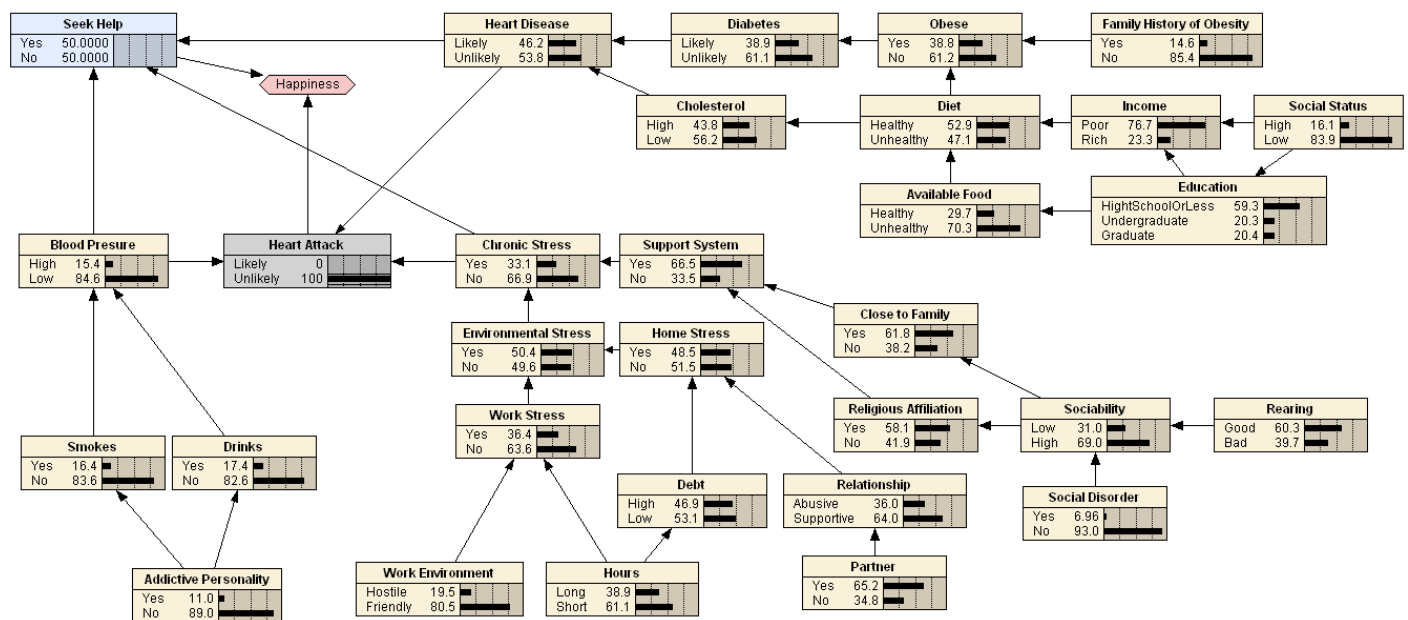 Seek Help
Yes 50.0000
No 50.0000
Heart Disease
Likely 46.2
Unlikely 53.8
Diabetes
Likely 38.9
Unlikely 61.1
Obese
Yes 38.8
No 61.2
Family History of Obesity
Yes 14.6
No 85.4
Happiness
Cholesterol
High 43.8
Low 56.2
Diet
Healthy 52.9
Unhealthy 47.1
Income
Poor 76.7
Rich 23.3
Social Status
High 16.1
Low 83.9
Available Food
Healthy 29.7
Unhealthy 70.3
Education
HightSchoolOrLess 59.3
Undergraduate 20.3
Graduate 20.4
Blood Presure
High 15.4
Low 84.6
Heart Attack
Likely 0
Unlikely 100
Chronic Stress
Yes 33.1
No 66.9
Support System
Yes 66.5
No 33.5
Close to Family
Yes 61.8
No 38.2
Environmental Stress
Yes 50.4
No 49.6
Home Stress
Yes 48.5
No 51.5
Work Stress
Yes 36.4
No 63.6
Religious Affiliation
Yes 58.1
No 41.9
Sociability
Low 31.0
High 69.0
Rearing
Good 60.3
Bad 39.7
Smokes
Yes 16.4
No 83.6
Drinks
Yes 17.4
No 82.6
Debt
High 46.9
Low 53.1
Relationship
Abusive 36.0
Supportive 64.0
Social Disorder
Yes 6.96
No 93.0
Addictive Personality
Yes 11.0
No 89.0
Work Environment
Hostile 19.5
Friendly 80.5
Hours
Long 38.9
Short 61.1
Partner
Yes 65.2
No 34.8